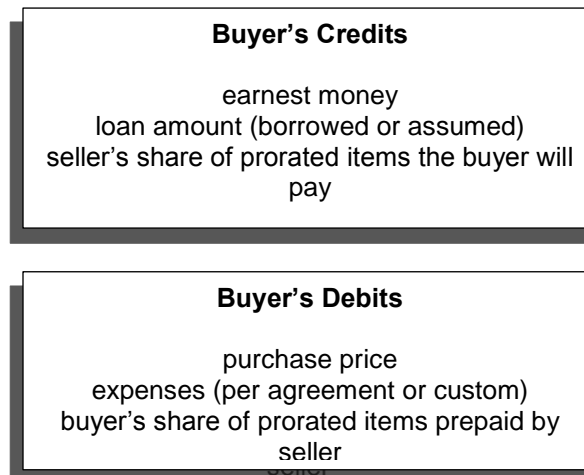 Buyer’s Credits
earnest money
loan amount (borrowed or assumed)
seller’s share of prorated items the buyer will
pay
Buyer’s Debits
purchase price
expenses (per agreement or custom)
buyer’s share of prorated items prepaid by
seller
seller